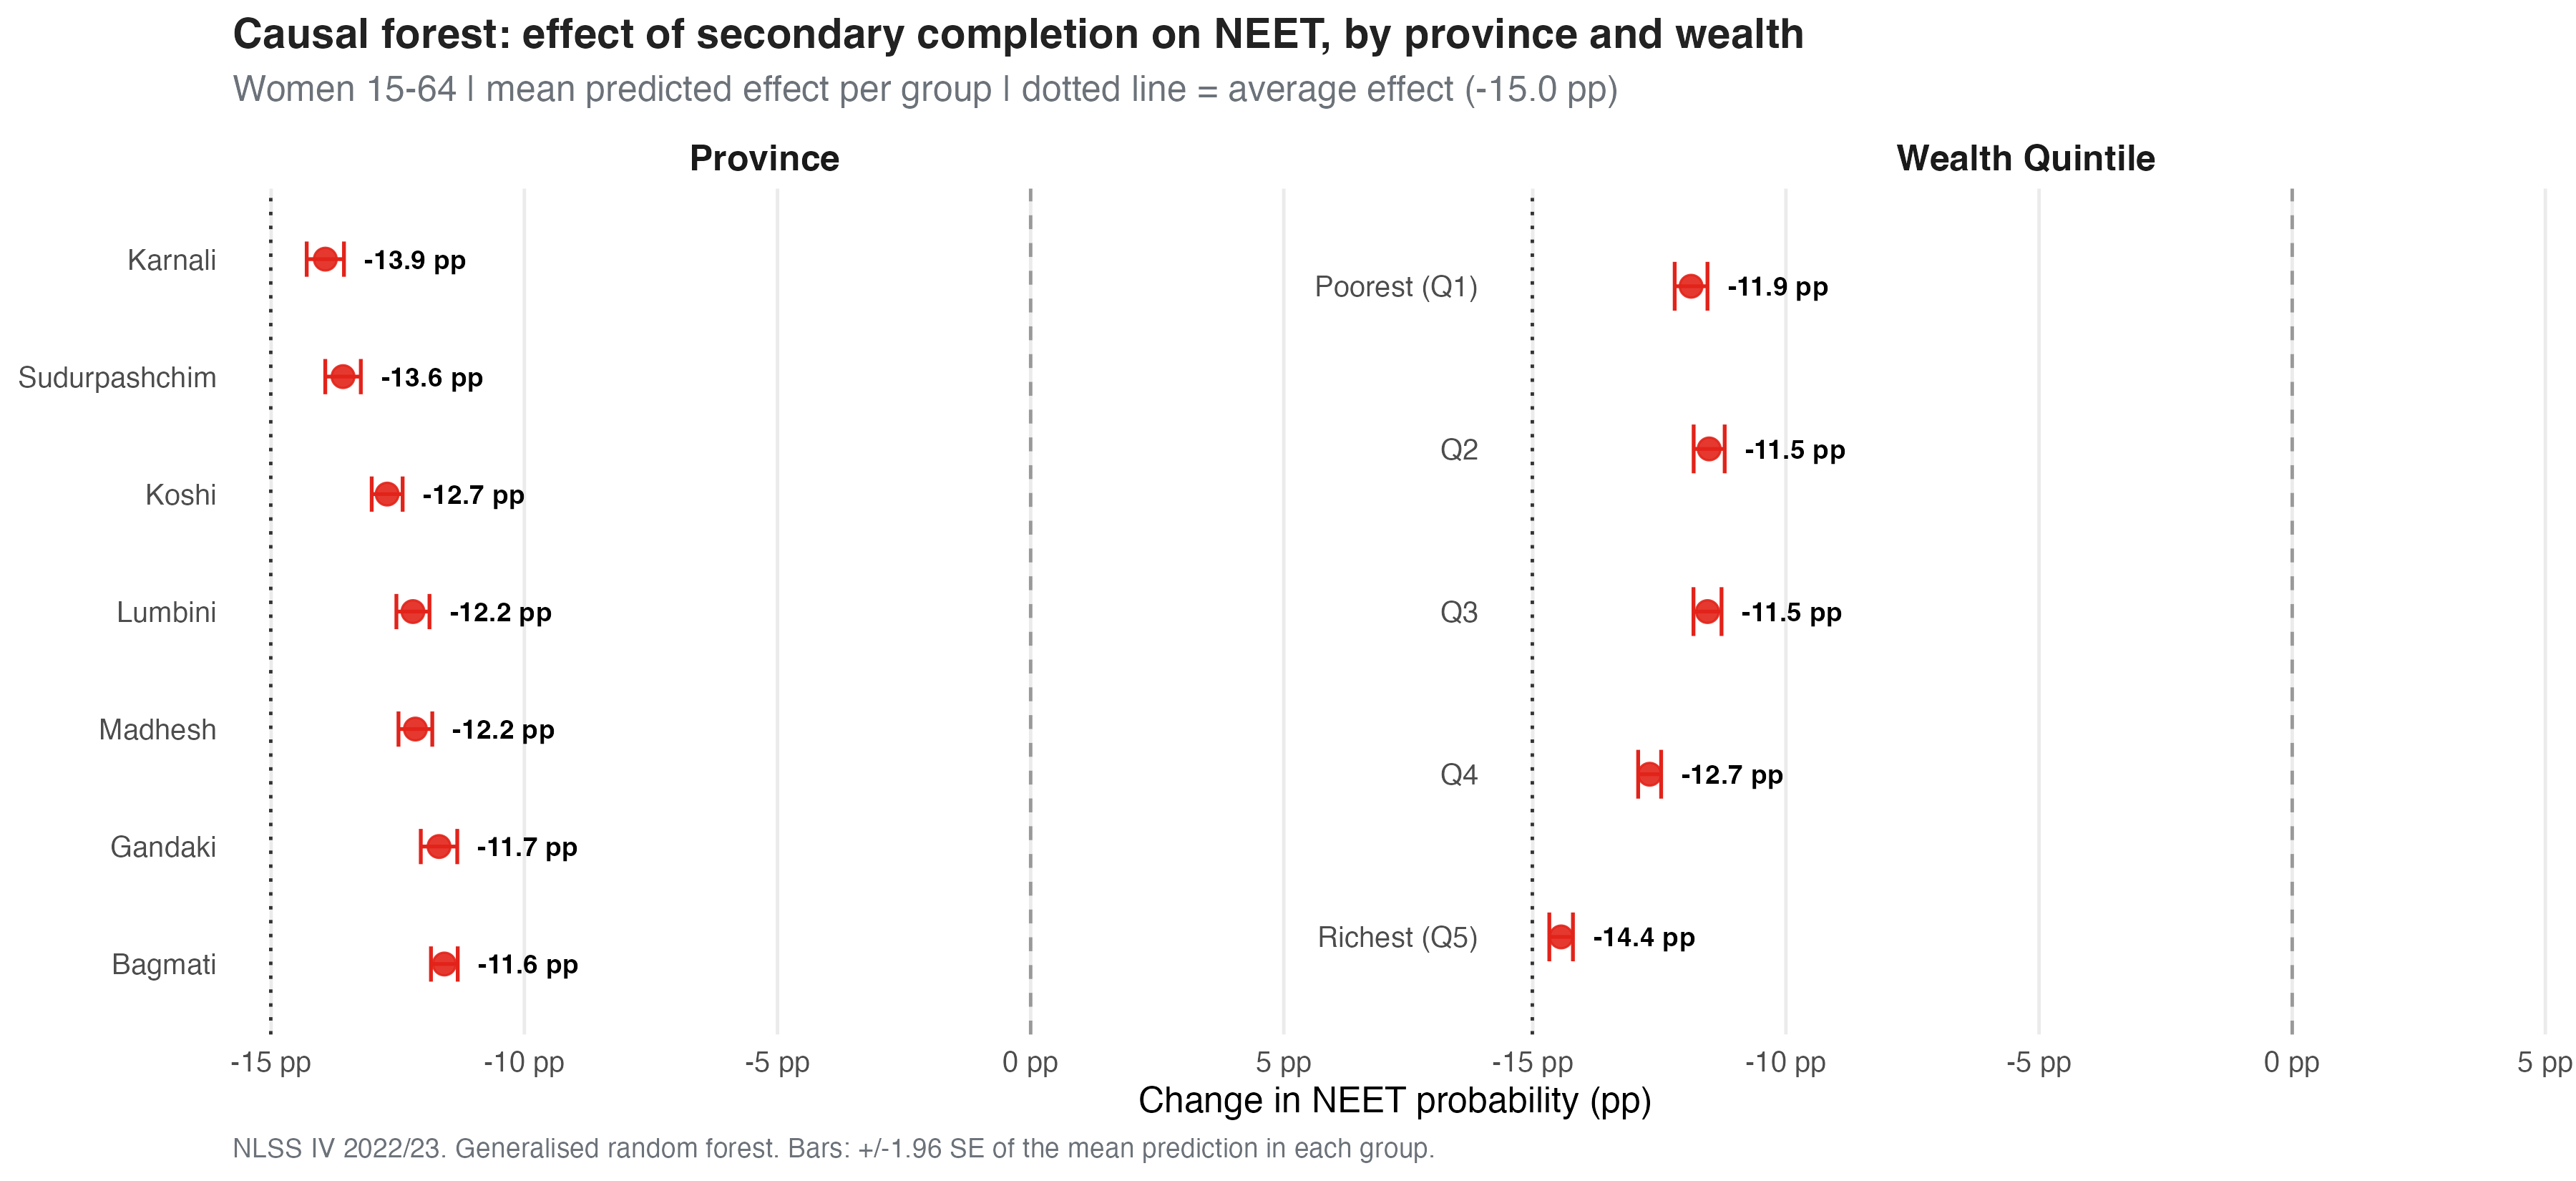 Causal forest: effect of secondary completion on NEET, by province and wealth
Women 15-64 | mean predicted effect per group | dotted line = average effect (-15.0 pp)
Province
Karnali
-13.9 pp
Sudurpashchim
-13.6 pp
Koshi
-12.7 pp
Lumbini
-12.2 pp
Madhesh
-12.2 pp
Gandaki
-11.7 pp
Bagmati
-11.6 pp
-15 pp
-10 pp
-5 pp
0 pp
5 pp
Wealth Quintile
Poorest (Q1)
-11.9 pp
Q2
-11.5 pp
Q3
-11.5 pp
Q4
-12.7 pp
Richest (Q5)
-14.4 pp
-15 pp
-10 pp
-5 pp
0 pp
5 pp
Change in NEET probability (pp)
NLSS IV 2022/23. Generalised random forest. Bars: +/-1.96 SE of the mean prediction in each group.